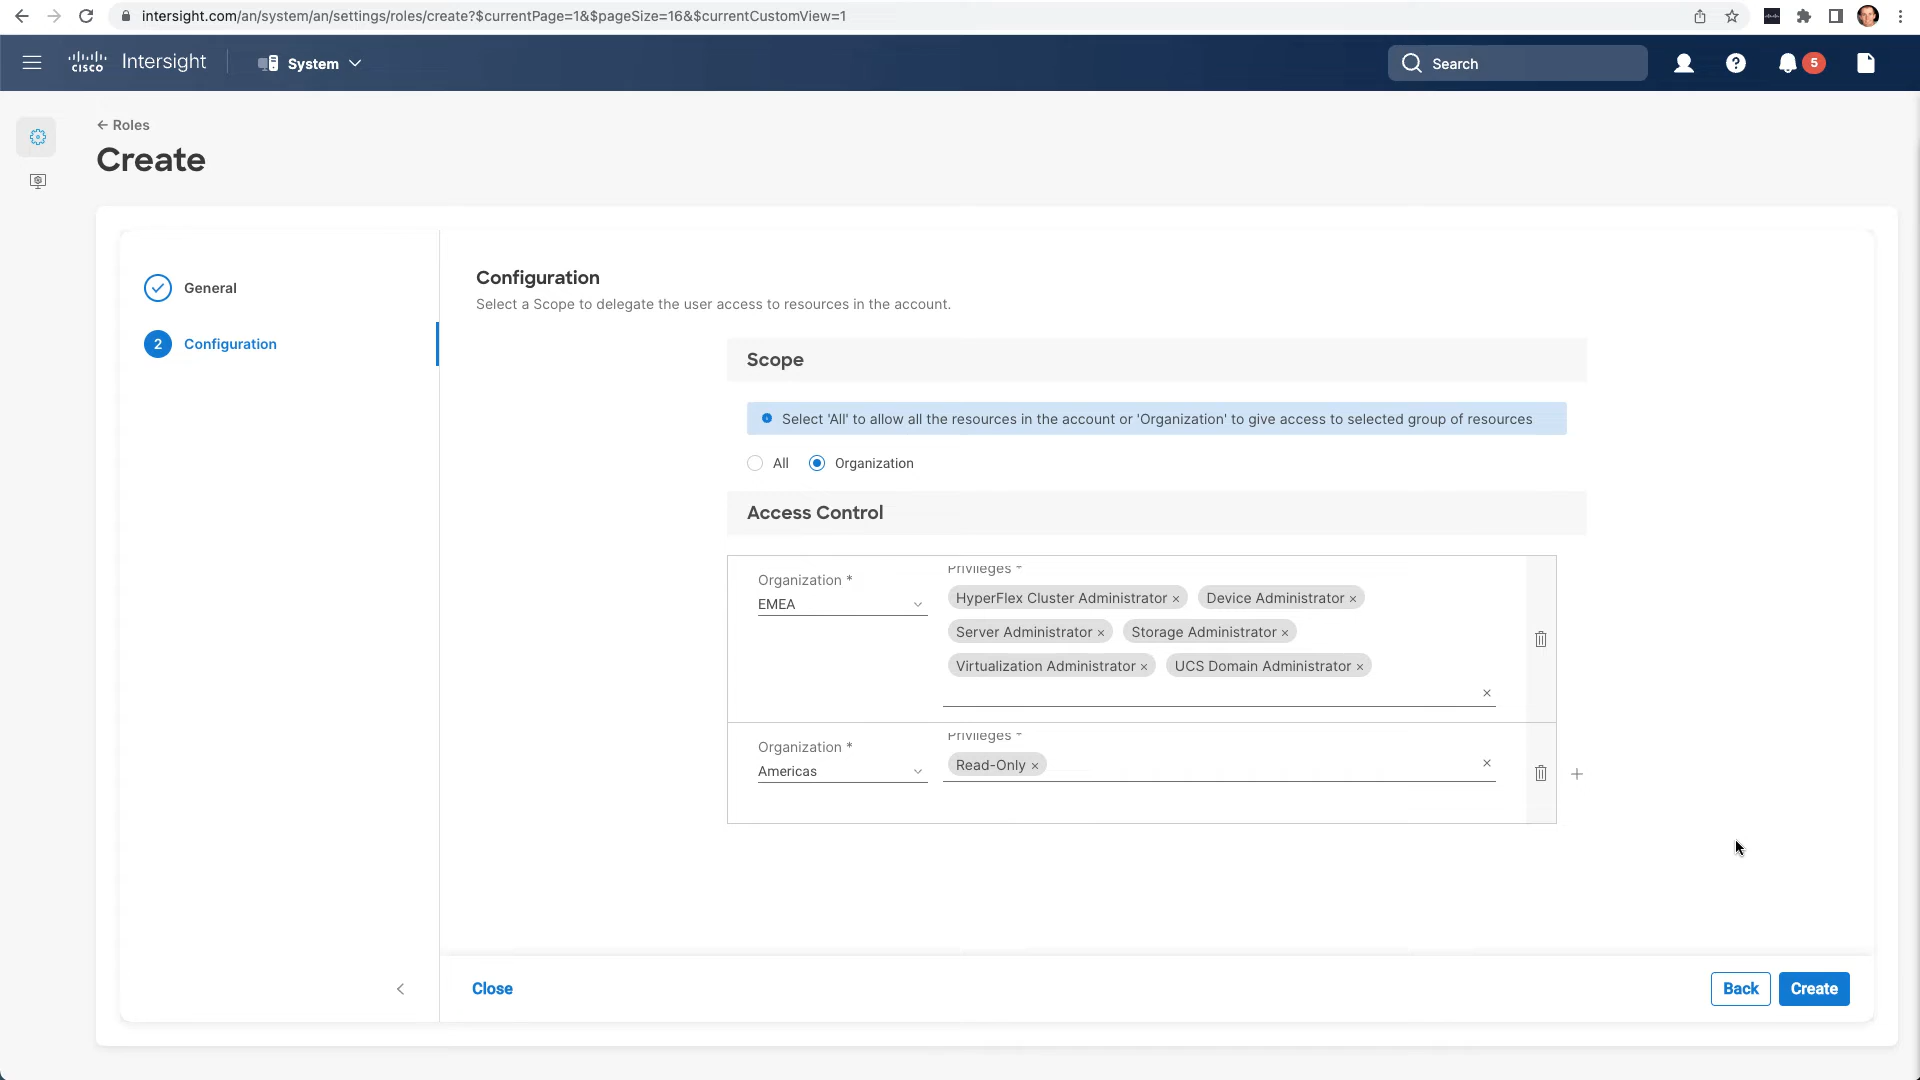 intersight.com/an/system/an/settings/roles/create?$currentPage=1&$pageSize=16&$currentCustomView=1
cisco Intersight System Search 5
← Roles
Create
General
2 Configuration
Configuration
Select a Scope to delegate the user access to resources in the account.
Scope
Select 'All' to allow all the resources in the account or 'Organization' to give access to selected group of resources
All Organization
Access Control
Organization * Privileges *
EMEA HyperFlex Cluster Administrator × Device Administrator ×
Server Administrator × Storage Administrator ×
Virtualization Administrator × UCS Domain Administrator ×
Organization * Privileges *
Americas Read-Only ×
Close Back Create